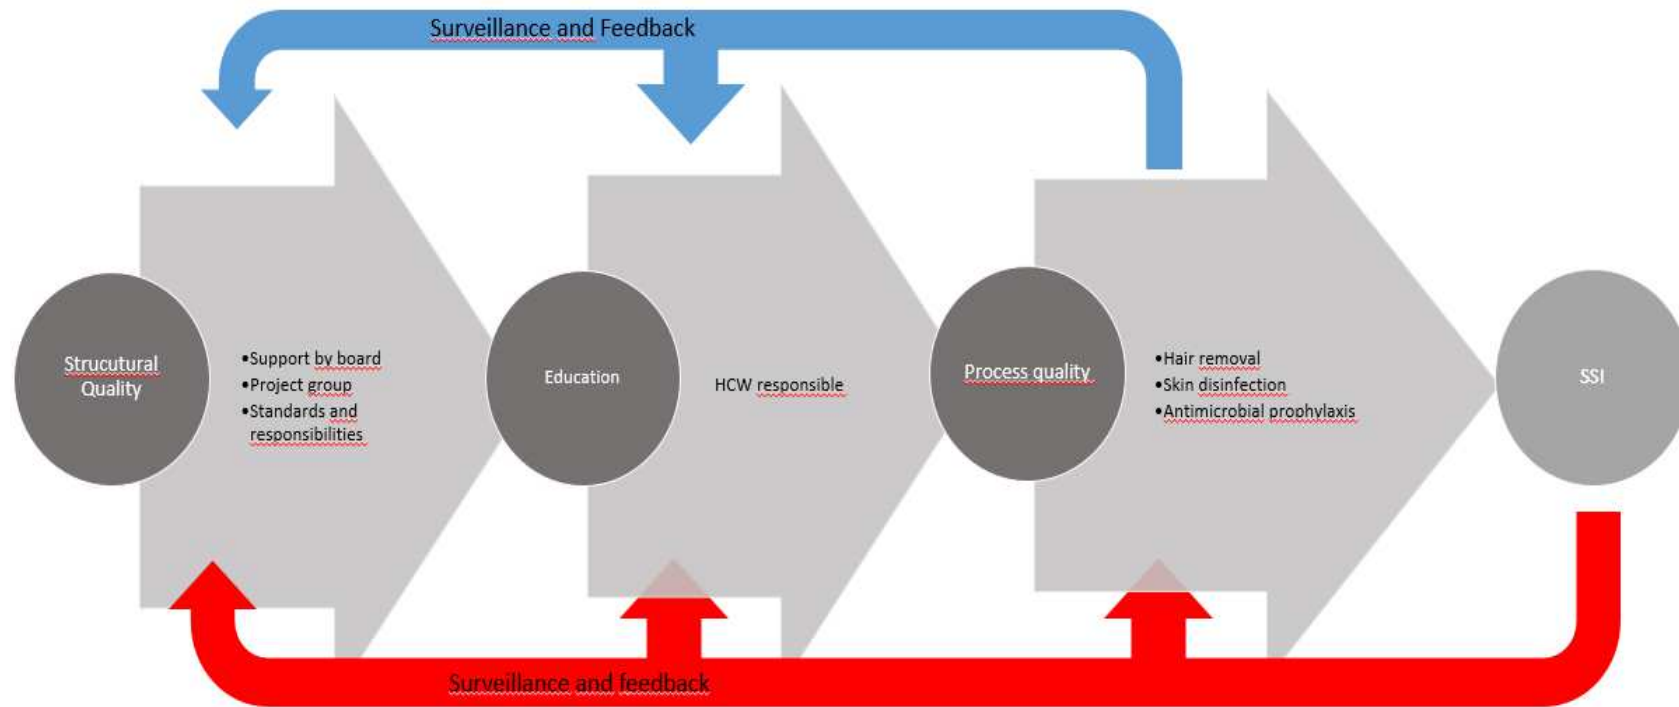 Surveillance and Feedback
Strucutural
Quality
•Support by board
•Project group
•Standards and
responsibilities
Education
HCW responsible
Process quality
•Hair removal
•Skin disinfection
•Antimicrobial prophylaxis
SSI
Surveillance and feedback